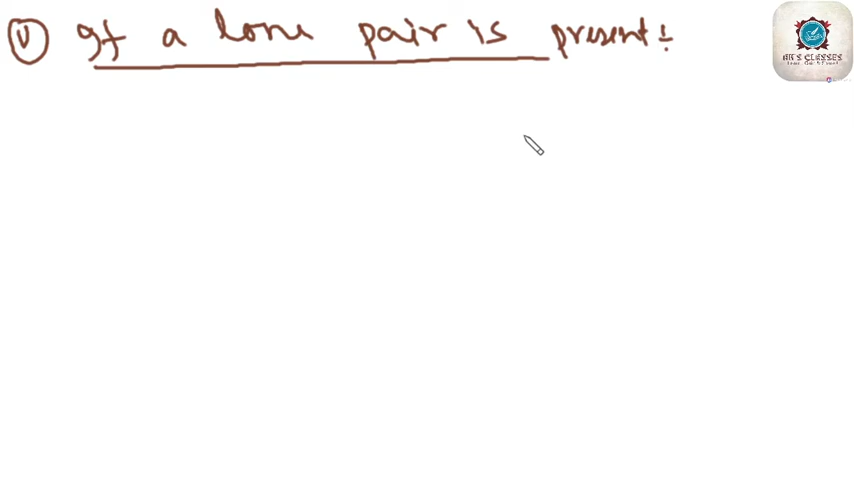 (v) If a lone pair is present :